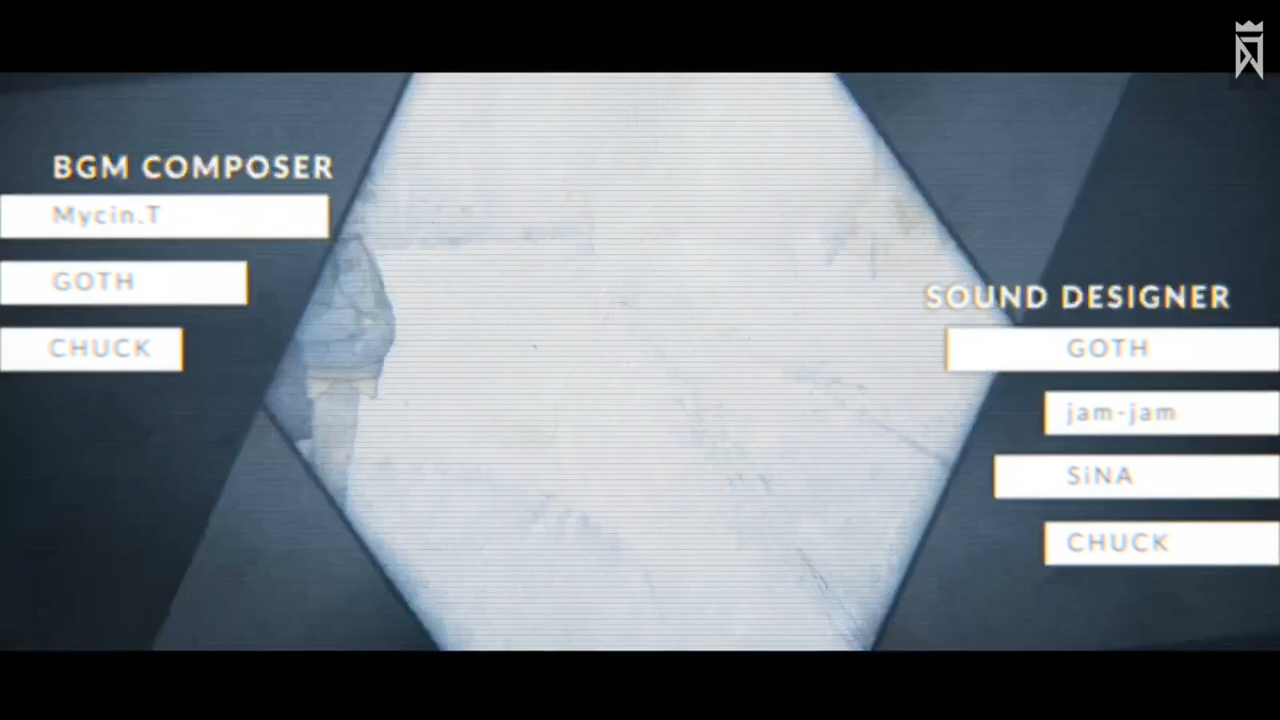 BGM COMPOSER
Mycin.T
GOTH
CHUCK
SOUND DESIGNER
GOTH
jam-jam
SiNA
CHUCK